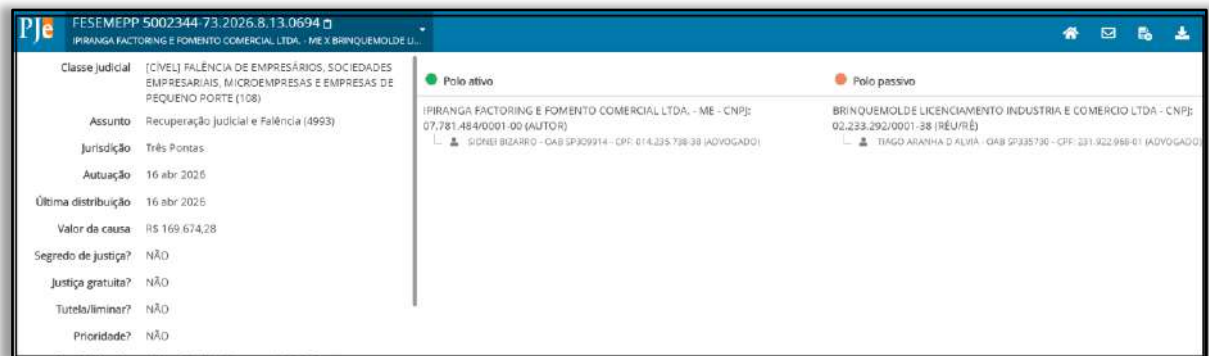 PJe
FESEMEPP 5002344-73.2026.8.13.0694
IPIRANGA FACTORING E FOMENTO COMERCIAL LTDA. - ME X BRINQUEMOLDE LI...
Classe judicial [CÍVEL] FALÊNCIA DE EMPRESÁRIOS, SOCIEDADES
EMPRESARIAIS, MICROEMPRESAS E EMPRESAS DE
PEQUENO PORTE (108)
Assunto Recuperação judicial e Falência (4993)
Jurisdição Três Pontas
Autuação 16 abr 2026
Última distribuição 16 abr 2026
Valor da causa R$ 169.674,28
Segredo de justiça? NÃO
Justiça gratuita? NÃO
Tutela/liminar? NÃO
Prioridade? NÃO
Polo ativo
IPIRANGA FACTORING E FOMENTO COMERCIAL LTDA. - ME - CNPJ:
07.781.484/0001-00 (AUTOR)
SIDNEI BIZARRO - OAB SP309914 - CPF: 014.235.738-38 (ADVOGADO)
Polo passivo
BRINQUEMOLDE LICENCIAMENTO INDUSTRIA E COMERCIO LTDA - CNPJ:
02.233.292/0001-38 (RÉU/RÉ)
TIAGO ARANHA D ALVIA - OAB SP335730 - CPF: 231.922.968-01 (ADVOGADO)